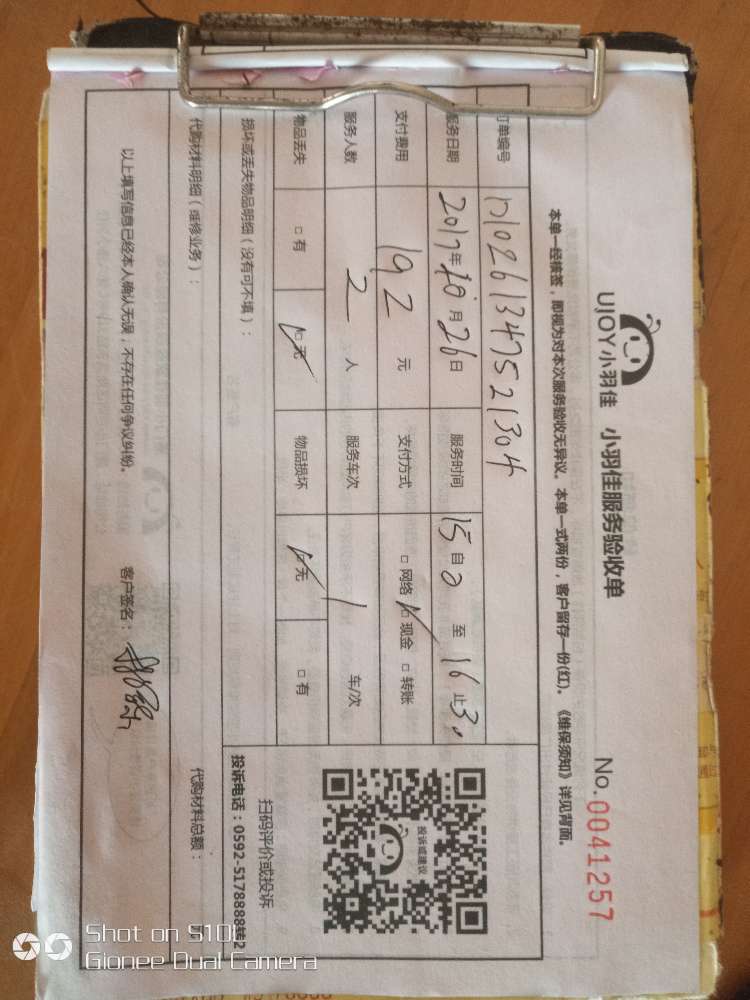 UJOY小羽佳 小羽佳服务验收单 No.0041257
本单一经核签，即视为对本次服务验收无异议。本单一式两份，客户留存一份(红)。《维保须知》详见背面。
订单编号 1710261347521304
服务日期 2017年10月26日 服务时间 自15 0至16止30
支付费用 192元 支付方式 □网络 ☑现金 □转账
服务人数 2人 服务车次 1车/次
物品丢失 □有 ☑无 物品损坏 ☑无 □有
损坏或丢失物品明细（没有可不填）：
代购材料明细（维修业务）： 代购材料总额：
以上填写信息已经本人确认无误，不存在任何争议纠纷。 客户签名：
投诉或建议
扫码评价或投诉
投诉电话：0592-5178888转2
Shot on S10L
Gionee Dual Camera